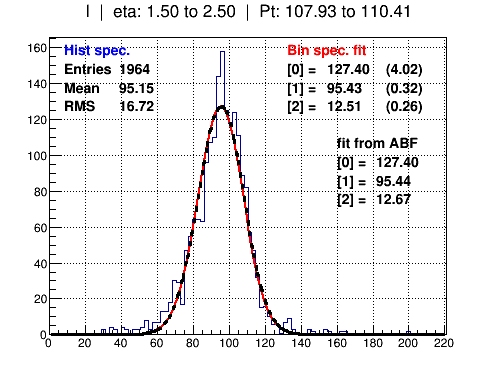 I | eta: 1.50 to 2.50 | Pt: 107.93 to 110.41
Hist spec.
Entries 1964
Mean 95.15
RMS 16.72
Bin spec. fit
[0] = 127.40 (4.02)
[1] = 95.43 (0.32)
[2] = 12.51 (0.26)
fit from ABF
[0] = 127.40
[1] = 95.44
[2] = 12.67
160
140
120
100
80
60
40
20
0
0 20 40 60 80 100 120 140 160 180 200 220